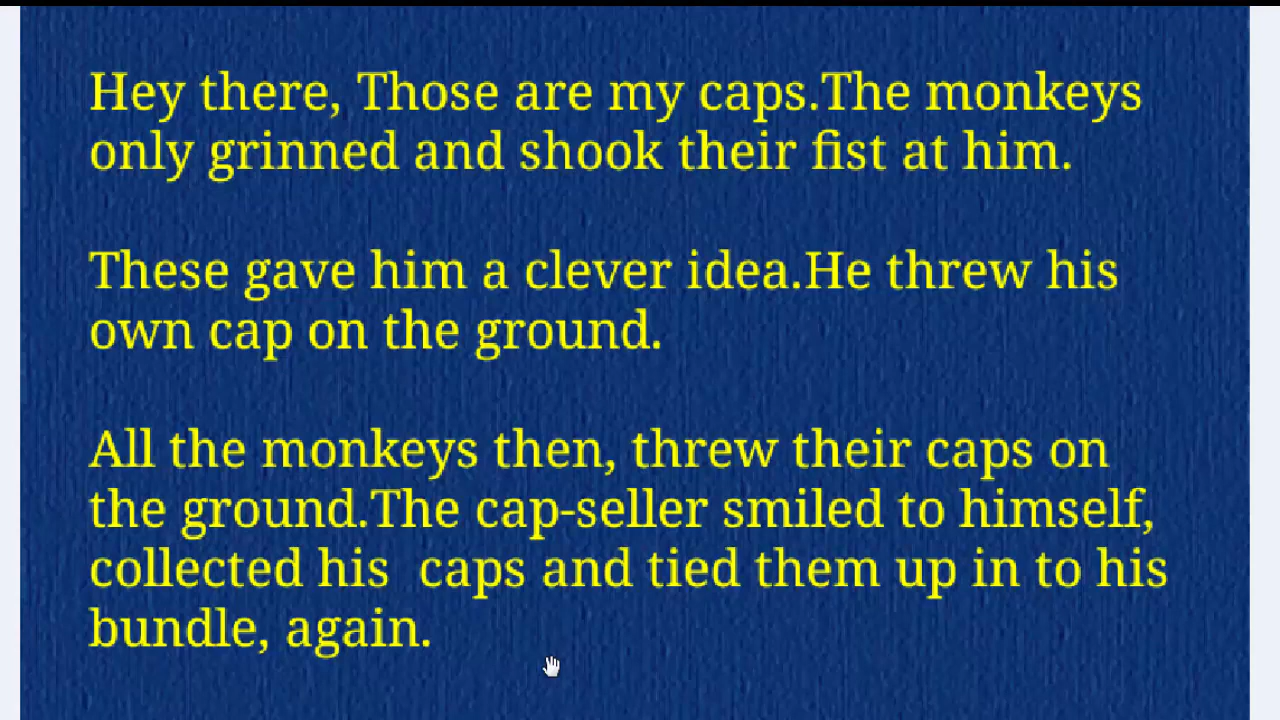 Hey there, Those are my caps.The monkeys
only grinned and shook their fist at him.
These gave him a clever idea.He threw his
own cap on the ground.
All the monkeys then, threw their caps on
the ground.The cap-seller smiled to himself,
collected his  caps and tied them up in to his
bundle, again.